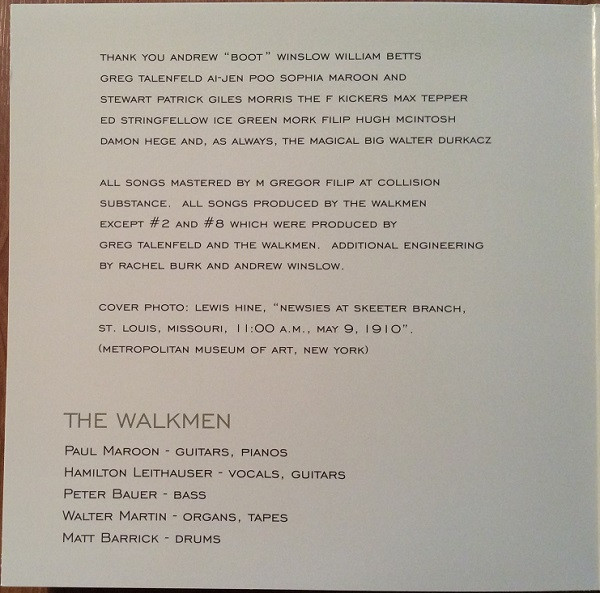 THANK YOU ANDREW “BOOT” WINSLOW WILLIAM BETTS
GREG TALENFELD AI-JEN POO SOPHIA MAROON AND
STEWART PATRICK GILES MORRIS THE F KICKERS MAX TEPPER
ED STRINGFELLOW ICE GREEN MORK FILIP HUGH MCINTOSH
DAMON HEGE AND, AS ALWAYS, THE MAGICAL BIG WALTER DURKACZ
ALL SONGS MASTERED BY M GREGOR FILIP AT COLLISION
SUBSTANCE. ALL SONGS PRODUCED BY THE WALKMEN
EXCEPT #2 AND #8 WHICH WERE PRODUCED BY
GREG TALENFELD AND THE WALKMEN. ADDITIONAL ENGINEERING
BY RACHEL BURK AND ANDREW WINSLOW.
COVER PHOTO: LEWIS HINE, “NEWSIES AT SKEETER BRANCH,
ST. LOUIS, MISSOURI, 11:00 A.M., MAY 9, 1910”.
(METROPOLITAN MUSEUM OF ART, NEW YORK)
THE WALKMEN
PAUL MAROON - GUITARS, PIANOS
HAMILTON LEITHAUSER - VOCALS, GUITARS
PETER BAUER - BASS
WALTER MARTIN - ORGANS, TAPES
MATT BARRICK - DRUMS